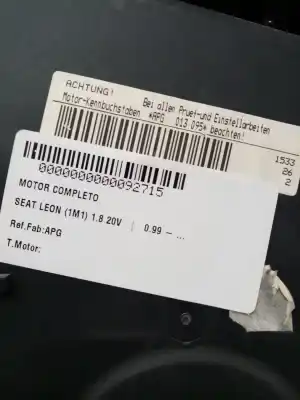 ACHTUNG!
Bei allen Pruef-und Einstellarbeiten
Motor-Kennbuchstaben *APG 013 095* beachten!
1533
26
2
0000000000092715
MOTOR COMPLETO
SEAT LEON (1M1) 1.8 20V | 0.99 - ...
Ref.Fab:APG
T.Motor: